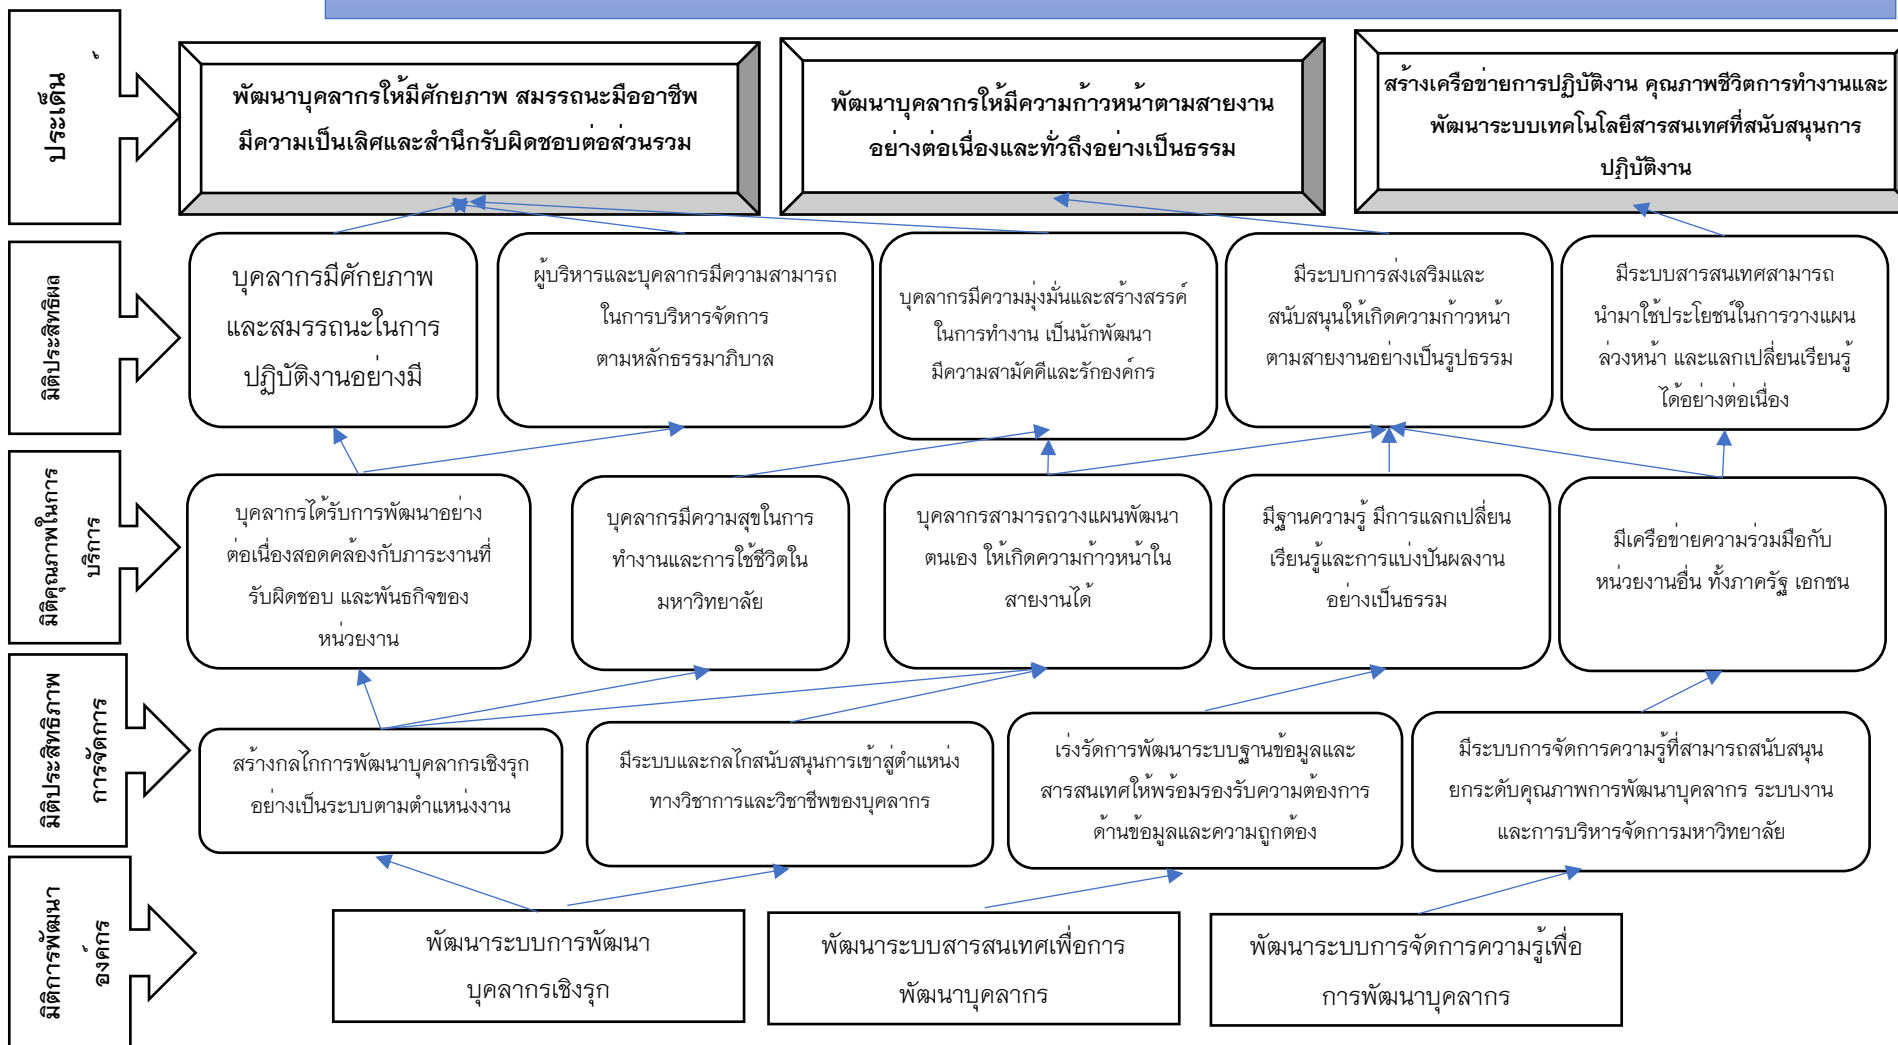 ประเด็น
พัฒนาบุคลากรให้มีศักยภาพ สมรรถนะมืออาชีพ
มีความเป็นเลิศและสำนึกรับผิดชอบต่อส่วนรวม
พัฒนาบุคลากรให้มีความก้าวหน้าตามสายงาน
อย่างต่อเนื่องและทั่วถึงอย่างเป็นธรรม
สร้างเครือข่ายการปฏิบัติงาน คุณภาพชีวิตการทำงานและ
พัฒนาระบบเทคโนโลยีสารสนเทศที่สนับสนุนการ
ปฏิบัติงาน
มิติประสิทธิผล
บุคลากรมีศักยภาพ
และสมรรถนะในการ
ปฏิบัติงานอย่างมี
ผู้บริหารและบุคลากรมีความสามารถ
ในการบริหารจัดการ
ตามหลักธรรมาภิบาล
บุคลากรมีความมุ่งมั่นและสร้างสรรค์
ในการทำงาน เป็นนักพัฒนา
มีความสามัคคีและรักองค์กร
มีระบบการส่งเสริมและ
สนับสนุนให้เกิดความก้าวหน้า
ตามสายงานอย่างเป็นรูปธรรม
มีระบบสารสนเทศสามารถ
นำมาใช้ประโยชน์ในการวางแผน
ล่วงหน้า และแลกเปลี่ยนเรียนรู้
ได้อย่างต่อเนื่อง
มิติคุณภาพในการ
บริการ
บุคลากรได้รับการพัฒนาอย่าง
ต่อเนื่องสอดคล้องกับภาระงานที่
รับผิดชอบ และพันธกิจของ
หน่วยงาน
บุคลากรมีความสุขในการ
ทำงานและการใช้ชีวิตใน
มหาวิทยาลัย
บุคลากรสามารถวางแผนพัฒนา
ตนเอง ให้เกิดความก้าวหน้าใน
สายงานได้
มีฐานความรู้ มีการแลกเปลี่ยน
เรียนรู้และการแบ่งปันผลงาน
อย่างเป็นธรรม
มีเครือข่ายความร่วมมือกับ
หน่วยงานอื่น ทั้งภาครัฐ เอกชน
มิติประสิทธิภาพ
การจัดการ
สร้างกลไกการพัฒนาบุคลากรเชิงรุก
อย่างเป็นระบบตามตำแหน่งงาน
มีระบบและกลไกสนับสนุนการเข้าสู่ตำแหน่ง
ทางวิชาการและวิชาชีพของบุคลากร
เร่งรัดการพัฒนาระบบฐานข้อมูลและ
สารสนเทศให้พร้อมรองรับความต้องการ
ด้านข้อมูลและความถูกต้อง
มีระบบการจัดการความรู้ที่สามารถสนับสนุน
ยกระดับคุณภาพการพัฒนาบุคลากร ระบบงาน
และการบริหารจัดการมหาวิทยาลัย
มิติการพัฒนา
องค์กร
พัฒนาระบบการพัฒนา
บุคลากรเชิงรุก
พัฒนาระบบสารสนเทศเพื่อการ
พัฒนาบุคลากร
พัฒนาระบบการจัดการความรู้เพื่อ
การพัฒนาบุคลากร